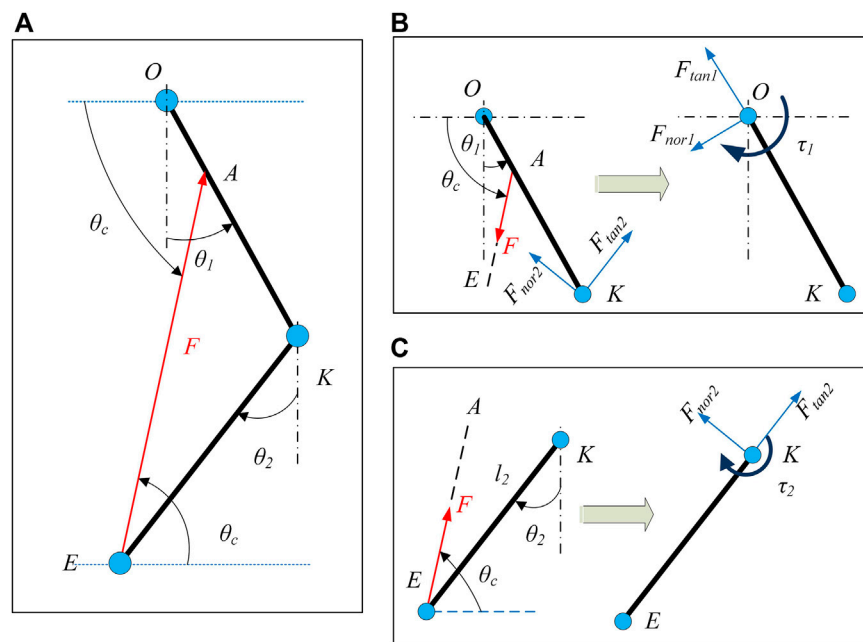 A
O
A
θc
θ1
F
K
θ2
θc
E
B
O
θ1
A
θc
F
E
Fnor2
Ftan2
K
Ftan1
O
Fnor1
τ1
K
C
A
F
l2
K
θ2
E
θc
Fnor2
Ftan2
K
τ2
E